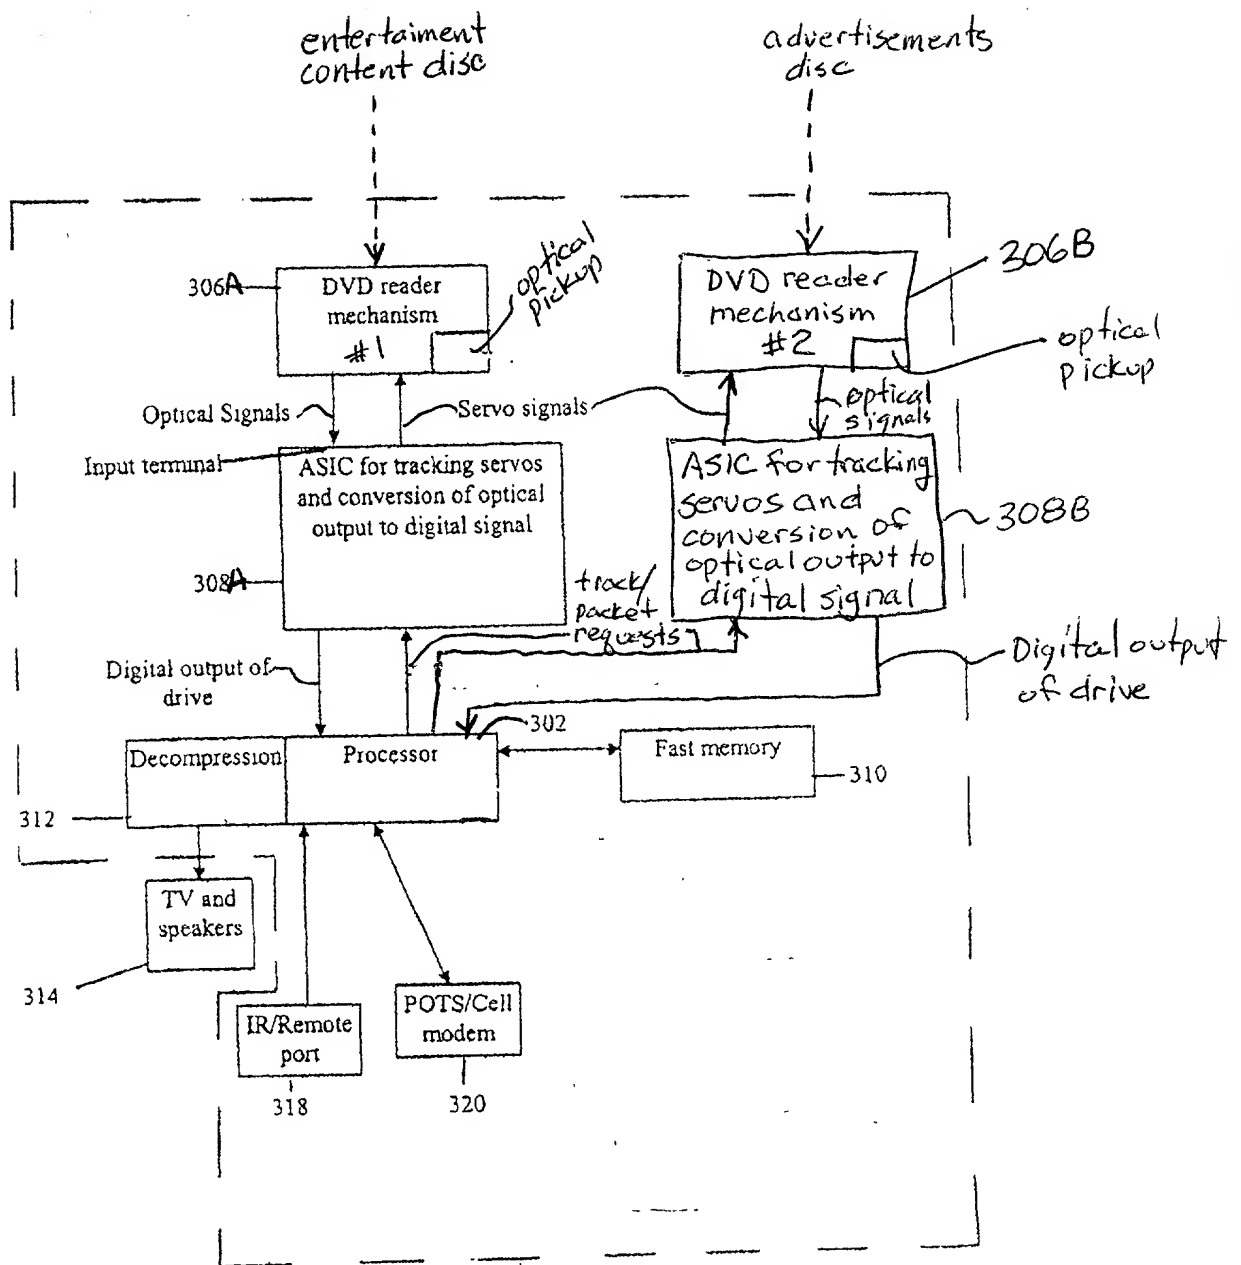 entertaiment
content disc
advertisements
disc
306A
DVD reader
mechanism
#1
optical
pickup
DVD reader
mechanism
#2
306B
optical
pickup
Optical Signals
Servo signals
optical
signals
Input terminal
ASIC for tracking servos
and conversion of optical
output to digital signal
308A
ASIC for tracking
servos and
conversion of
optical output to
digital signal
308B
track/
packet
requests
Digital output of
drive
Digital output
of drive
302
Decompression
Processor
Fast memory
310
312
TV and
speakers
314
IR/Remote
port
318
POTS/Cell
modem
320